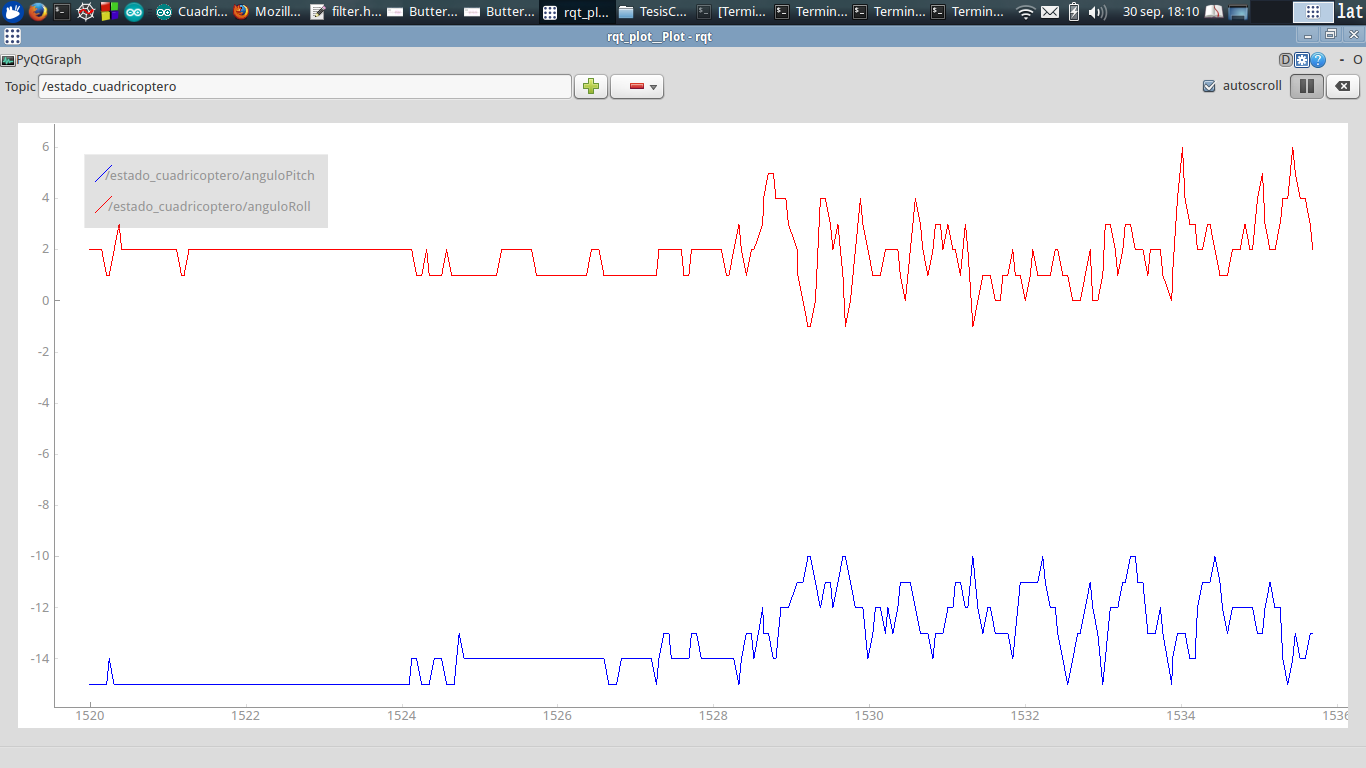 Cuadri... Mozill... filter.h... Butter... Butter... rqt_pl... TesisC... [Termi... Termin... Termin... Termin... 30 sep, 18:10 lat
rqt_plot__Plot - rqt
PyQtGraph D ? - O
Topic /estado_cuadricoptero autoscroll
6
/estado_cuadricoptero/anguloPitch
4
/estado_cuadricoptero/anguloRoll
2
0
-2
-4
-6
-8
-10
-12
-14
1520 1522 1524 1526 1528 1530 1532 1534 1536